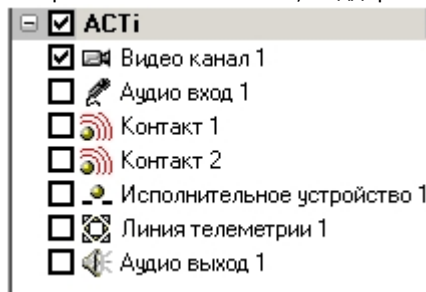 ACTi
Видео канал 1
Аудио вход 1
Контакт 1
Контакт 2
Исполнительное устройство 1
Линия телеметрии 1
Аудио выход 1